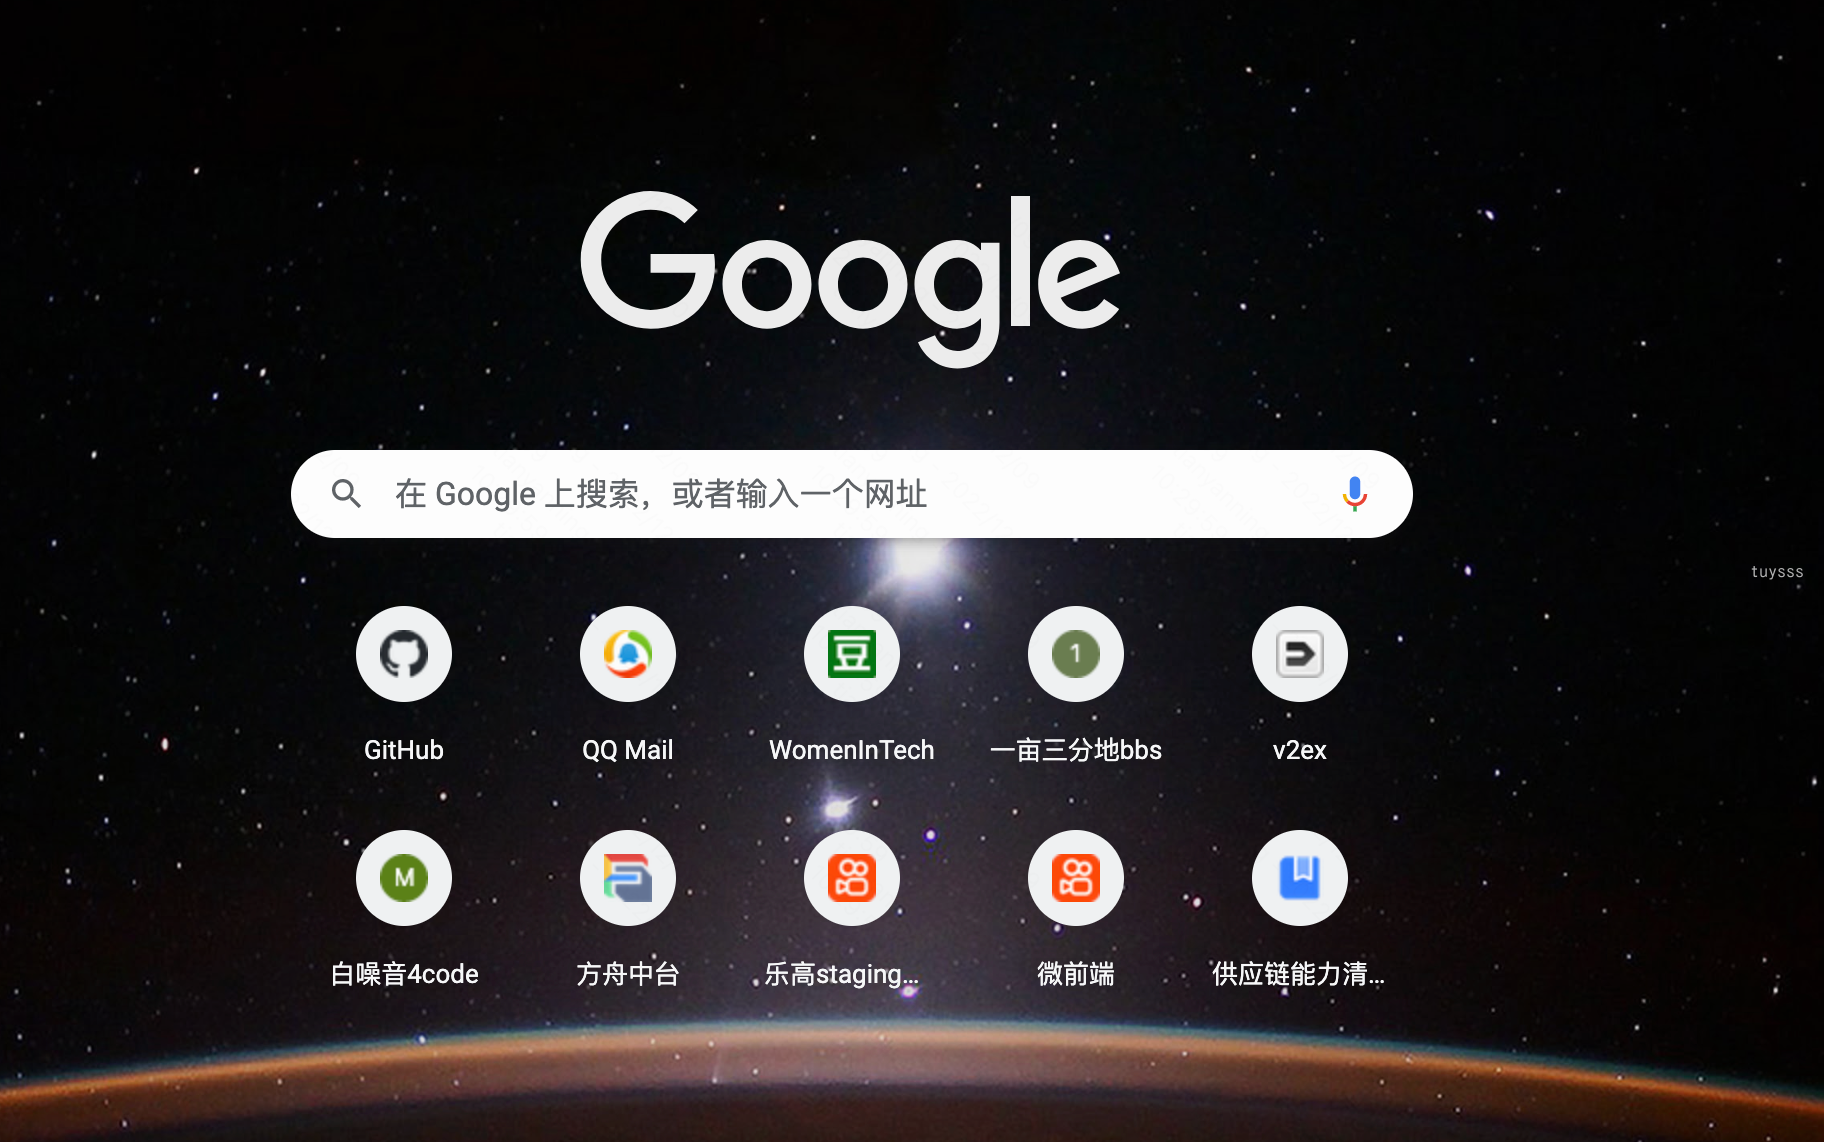 Google
在 Google 上搜索，或者输入一个网址
tuysss
GitHub
QQ Mail
WomenInTech
一亩三分地bbs
v2ex
白噪音4code
方舟中台
乐高staging...
微前端
供应链能力清...
豆
1
M